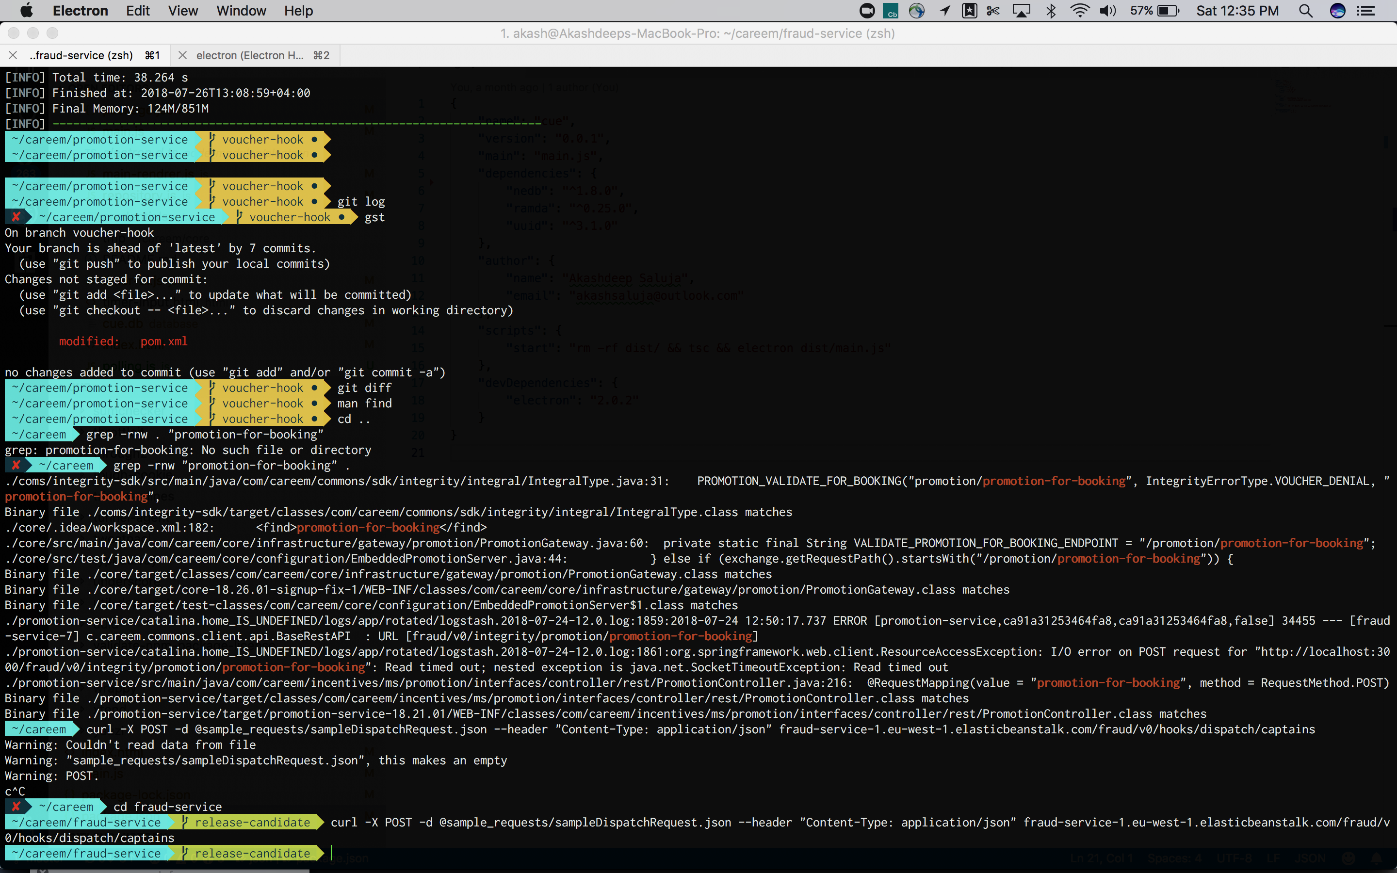 Electron Edit View Window Help 57% Sat 12:35 PM
1. akash@Akashdeeps-MacBook-Pro: ~/careem/fraud-service (zsh)
..fraud-service (zsh) ⌘1 electron (Electron H... ⌘2
[INFO] Total time: 38.264 s
[INFO] Finished at: 2018-07-26T13:08:59+04:00
[INFO] Final Memory: 124M/851M
[INFO] ------------------------------------------------------------------------
~/careem/promotion-service voucher-hook ●
~/careem/promotion-service voucher-hook ●
~/careem/promotion-service voucher-hook ●
~/careem/promotion-service voucher-hook ● git log
✘ ~/careem/promotion-service voucher-hook ● gst
On branch voucher-hook
Your branch is ahead of 'latest' by 7 commits.
(use "git push" to publish your local commits)
Changes not staged for commit:
(use "git add <file>..." to update what will be committed)
(use "git checkout -- <file>..." to discard changes in working directory)
modified: pom.xml
no changes added to commit (use "git add" and/or "git commit -a")
~/careem/promotion-service voucher-hook ● git diff
~/careem/promotion-service voucher-hook ● man find
~/careem/promotion-service voucher-hook ● cd ..
~/careem grep -rnw . "promotion-for-booking"
grep: promotion-for-booking: No such file or directory
✘ ~/careem grep -rnw "promotion-for-booking" .
./coms/integrity-sdk/src/main/java/com/careem/commons/sdk/integrity/integral/IntegralType.java:31: PROMOTION_VALIDATE_FOR_BOOKING("promotion/promotion-for-booking", IntegrityErrorType.VOUCHER_DENIAL, "
promotion-for-booking",
Binary file ./coms/integrity-sdk/target/classes/com/careem/commons/sdk/integrity/integral/IntegralType.class matches
./core/.idea/workspace.xml:182: <find>promotion-for-booking</find>
./core/src/main/java/com/careem/core/infrastructure/gateway/promotion/PromotionGateway.java:60: private static final String VALIDATE_PROMOTION_FOR_BOOKING_ENDPOINT = "/promotion/promotion-for-booking";
./core/src/test/java/com/careem/core/configuration/EmbeddedPromotionServer.java:44: } else if (exchange.getRequestPath().startsWith("/promotion/promotion-for-booking")) {
Binary file ./core/target/classes/com/careem/core/infrastructure/gateway/promotion/PromotionGateway.class matches
Binary file ./core/target/core-18.26.01-signup-fix-1/WEB-INF/classes/com/careem/core/infrastructure/gateway/promotion/PromotionGateway.class matches
Binary file ./core/target/test-classes/com/careem/core/configuration/EmbeddedPromotionServer$1.class matches
./promotion-service/catalina.home_IS_UNDEFINED/logs/app/rotated/logstash.2018-07-24-12.0.log:1859:2018-07-24 12:50:17.737 ERROR [promotion-service,ca91a31253464fa8,ca91a31253464fa8,false] 34455 --- [fraud
-service-7] c.careem.commons.client.api.BaseRestAPI : URL [fraud/v0/integrity/promotion/promotion-for-booking]
./promotion-service/catalina.home_IS_UNDEFINED/logs/app/rotated/logstash.2018-07-24-12.0.log:1861:org.springframework.web.client.ResourceAccessException: I/O error on POST request for "http://localhost:30
00/fraud/v0/integrity/promotion/promotion-for-booking": Read timed out; nested exception is java.net.SocketTimeoutException: Read timed out
./promotion-service/src/main/java/com/careem/incentives/ms/promotion/interfaces/controller/rest/PromotionController.java:216: @RequestMapping(value = "promotion-for-booking", method = RequestMethod.POST)
Binary file ./promotion-service/target/classes/com/careem/incentives/ms/promotion/interfaces/controller/rest/PromotionController.class matches
Binary file ./promotion-service/target/promotion-service-18.21.01/WEB-INF/classes/com/careem/incentives/ms/promotion/interfaces/controller/rest/PromotionController.class matches
~/careem curl -X POST -d @sample_requests/sampleDispatchRequest.json --header "Content-Type: application/json" fraud-service-1.eu-west-1.elasticbeanstalk.com/fraud/v0/hooks/dispatch/captains
Warning: Couldn't read data from file
Warning: "sample_requests/sampleDispatchRequest.json", this makes an empty
Warning: POST.
c^C
✘ ~/careem cd fraud-service
~/careem/fraud-service release-candidate curl -X POST -d @sample_requests/sampleDispatchRequest.json --header "Content-Type: application/json" fraud-service-1.eu-west-1.elasticbeanstalk.com/fraud/v
0/hooks/dispatch/captains
~/careem/fraud-service release-candidate